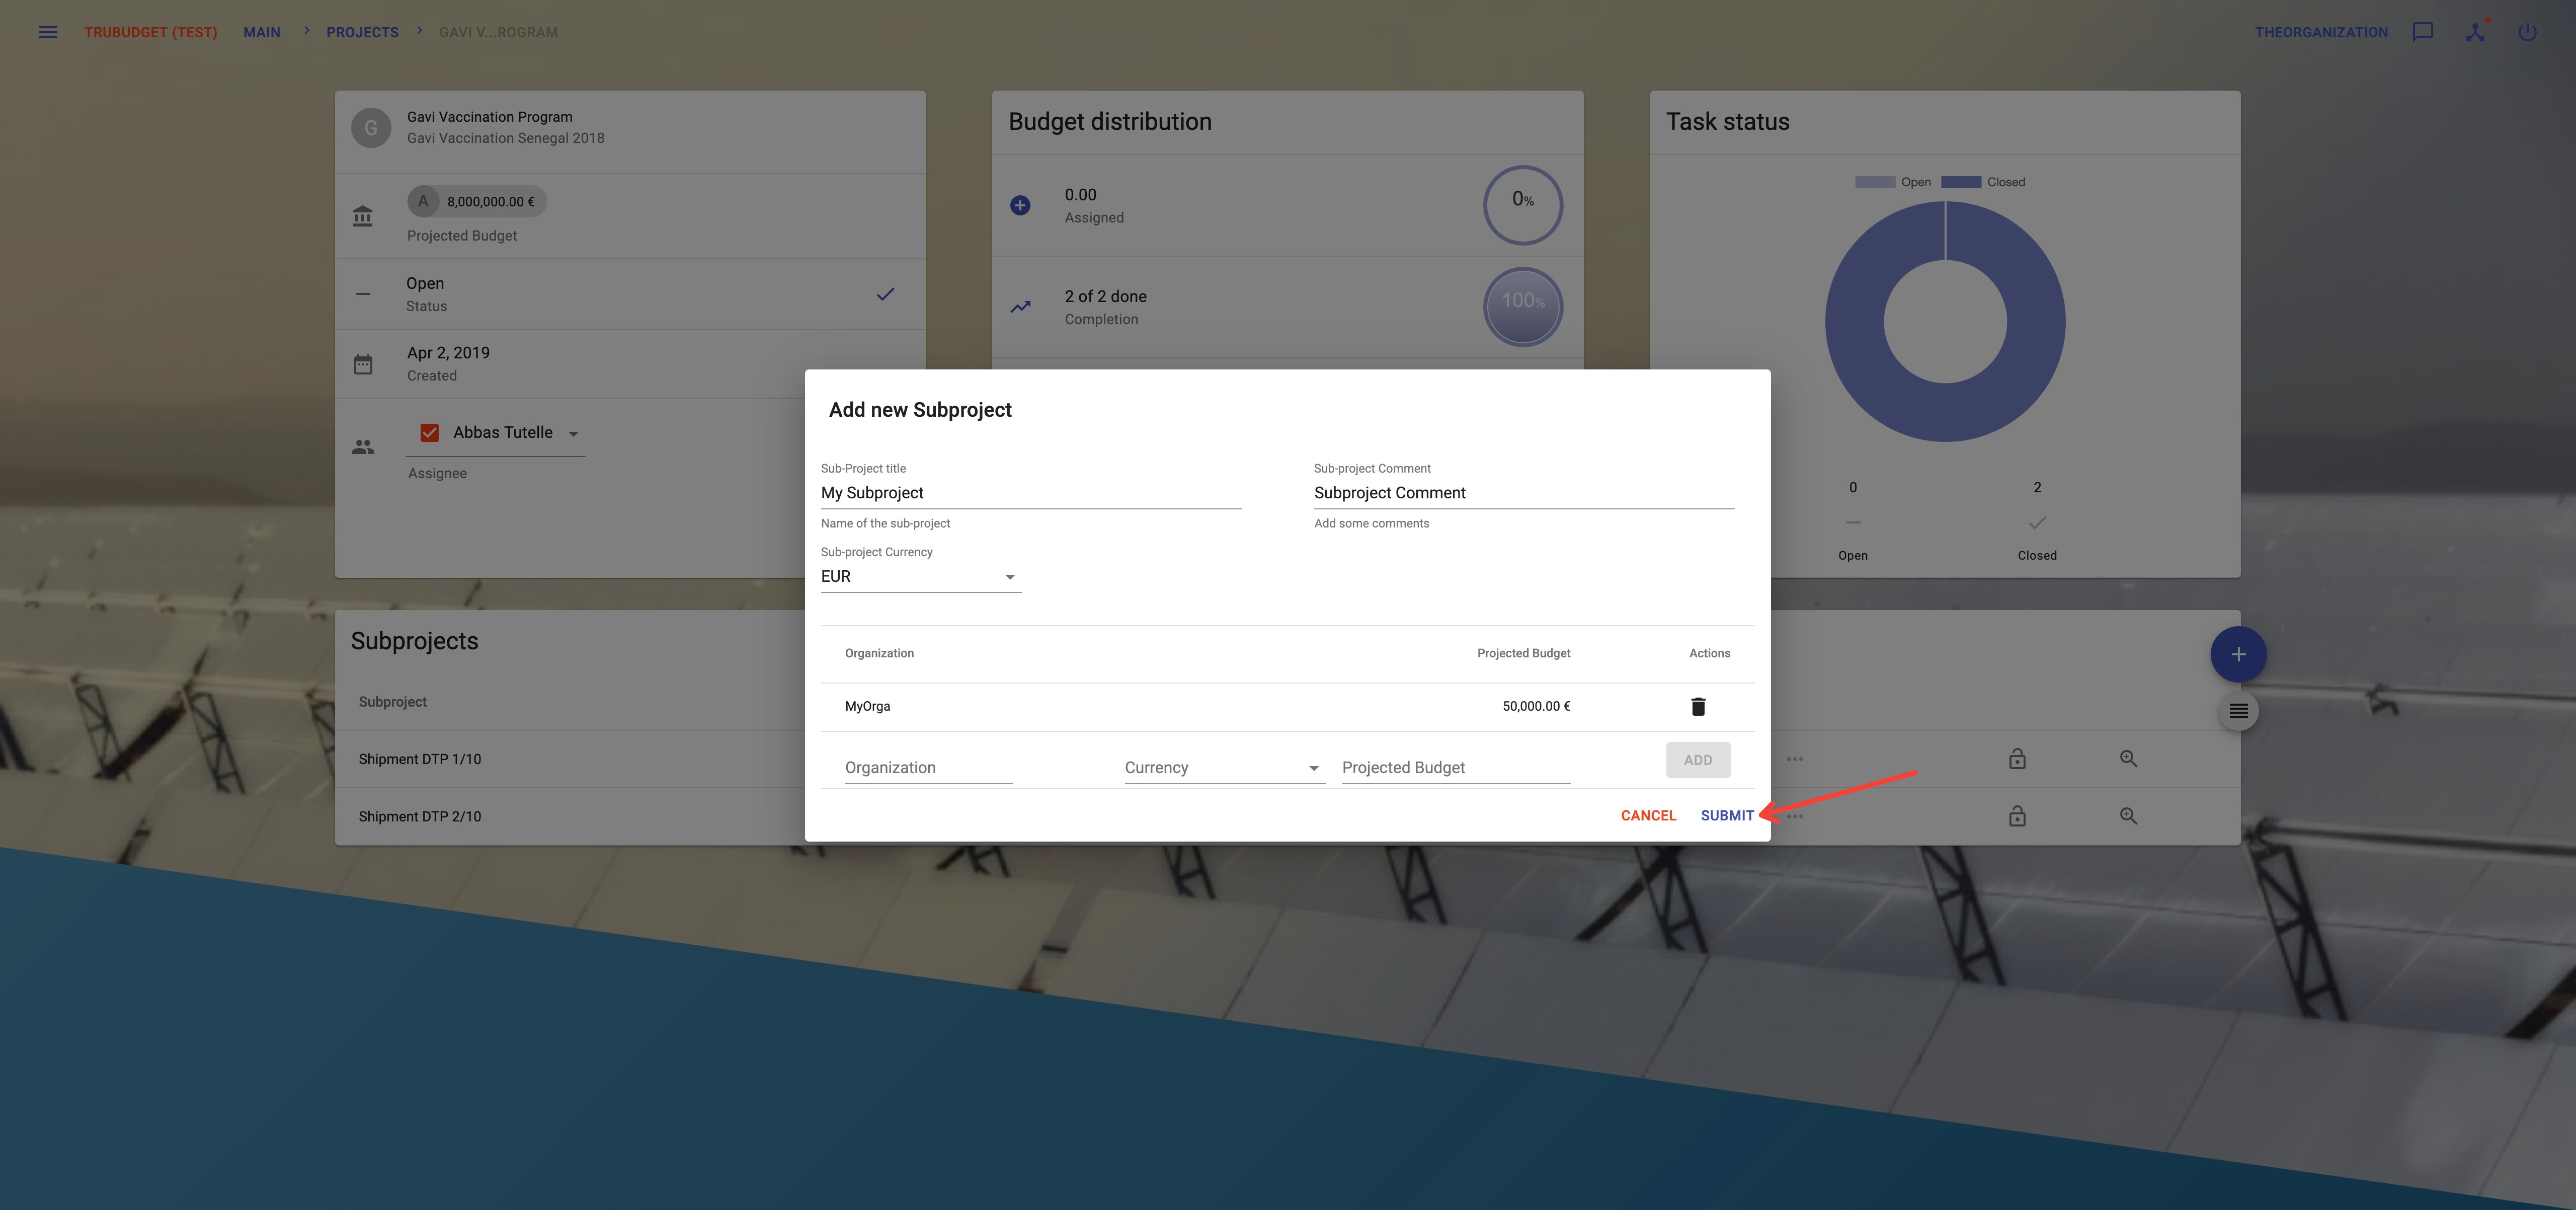 TRUBUDGET (TEST) MAIN PROJECTS GAVI V...ROGRAM THEORGANIZATION
G
Gavi Vaccination Program
Gavi Vaccination Senegal 2018
A 8,000,000.00 €
Projected Budget
Open
Status
Apr 2, 2019
Created
Abbas Tutelle
Assignee
Budget distribution
0.00
Assigned
0%
2 of 2 done
Completion
100%
Task status
Open Closed
0 2
Open Closed
Add new Subproject
Sub-Project title
My Subproject
Name of the sub-project
Sub-project Comment
Subproject Comment
Add some comments
Sub-project Currency
EUR
Organization Projected Budget Actions
MyOrga 50,000.00 €
Organization Currency Projected Budget ADD
CANCEL SUBMIT
Subprojects
Subproject
Shipment DTP 1/10
Shipment DTP 2/10